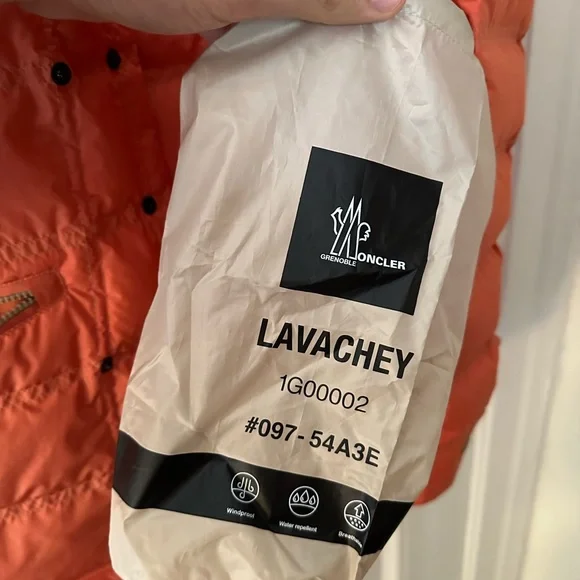 GRENOBLE MONCLER
LAVACHEY
1G00002
#097-54A3E
Windproof
Water repellent